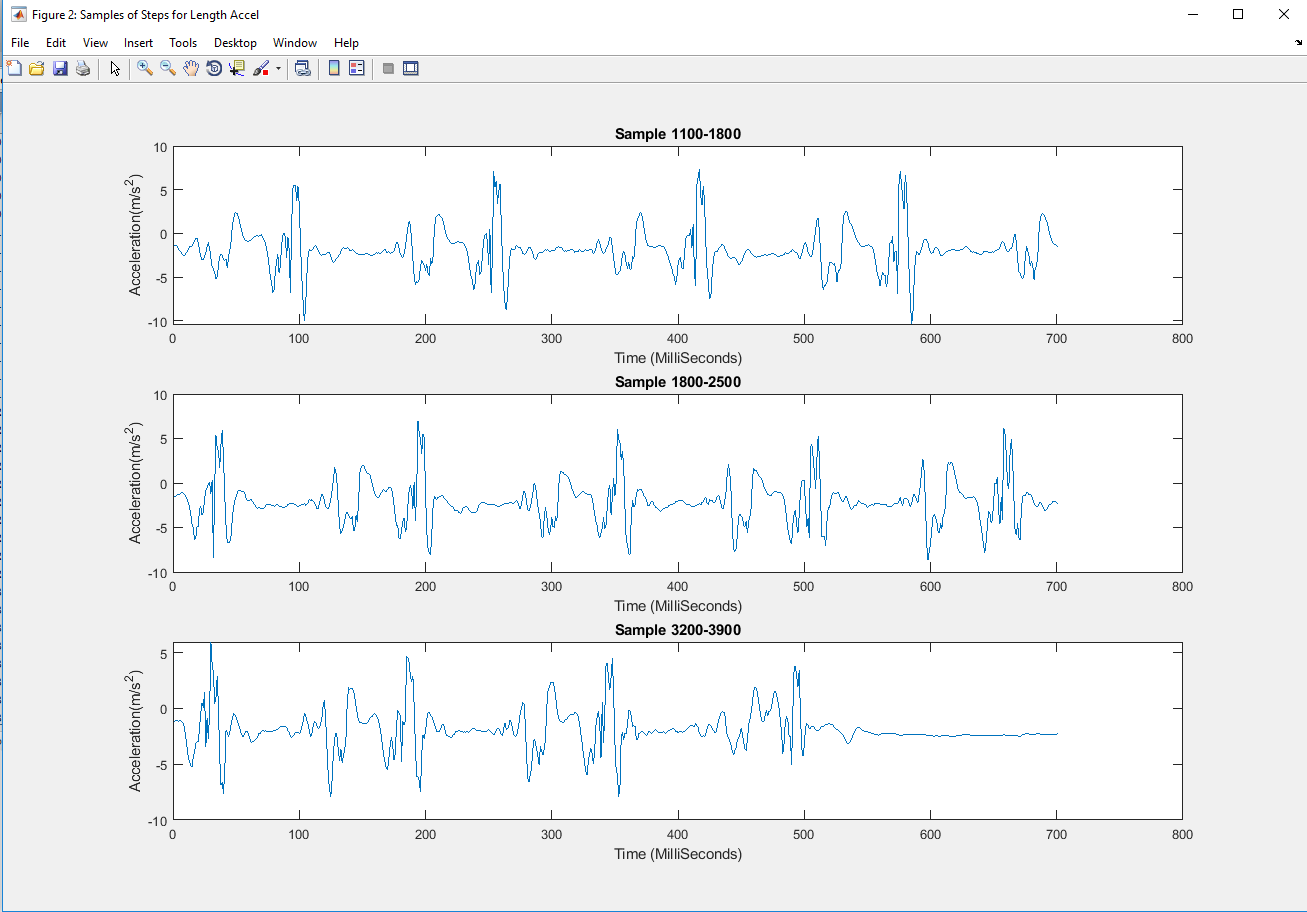 Figure 2: Samples of Steps for Length Accel
File Edit View Insert Tools Desktop Window Help
Sample 1100-1800
10
5
0
-5
-10
Acceleration(m/s²)
0 100 200 300 400 500 600 700 800
Time (MilliSeconds)
Sample 1800-2500
10
5
0
-5
-10
Acceleration(m/s²)
0 100 200 300 400 500 600 700 800
Time (MilliSeconds)
Sample 3200-3900
5
0
-5
-10
Acceleration(m/s²)
0 100 200 300 400 500 600 700 800
Time (MilliSeconds)